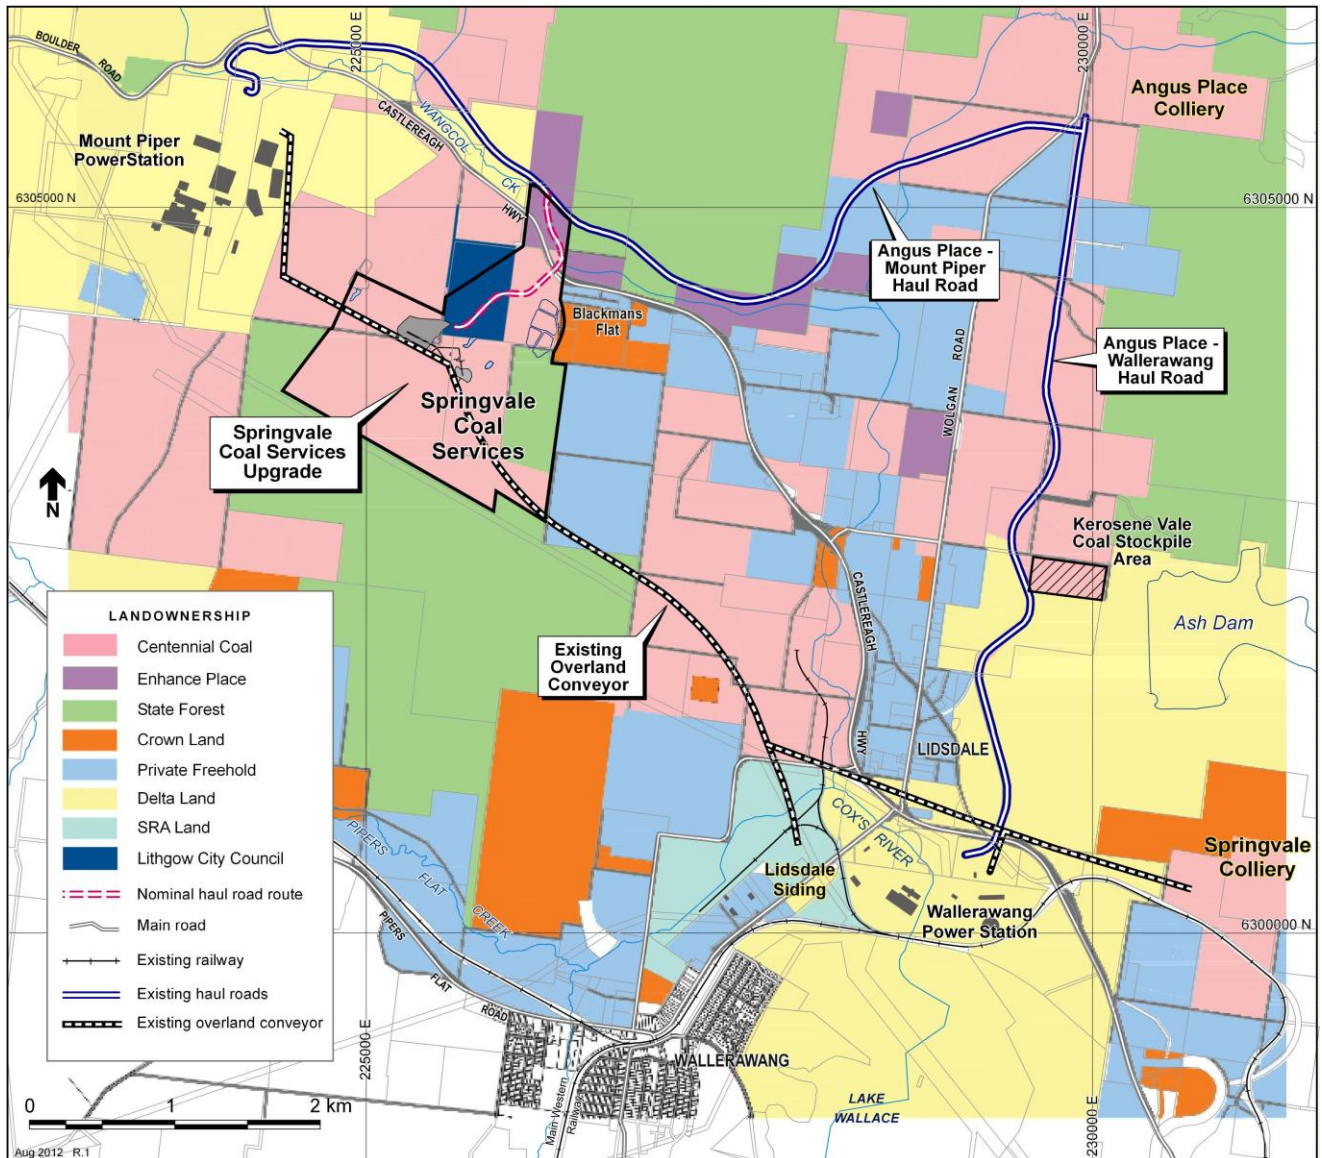 BOULDER
ROAD
225000 E
230000 E
Angus Place
Colliery
Mount Piper
PowerStation
WANGCOL
CK
CASTLEREAGH
HWY
6305000 N
6305000 N
Angus Place -
Mount Piper
Haul Road
Blackmans
Flat
Angus Place -
Wallerawang
Haul Road
WOLGAN
ROAD
Springvale
Coal
Services
Springvale
Coal Services
Upgrade
N
Kerosene Vale
Coal Stockpile
Area
Ash Dam
CASTLEREAGH
HWY
Existing
Overland
Conveyor
LIDSDALE
COX'S
RIVER
Lidsdale
Siding
Springvale
Colliery
Wallerawang
Power Station
6300000 N
PIPERS
FLAT
CREEK
PIPERS
FLAT
ROAD
WALLERAWANG
Main Western
Railway
LAKE
WALLACE
225000 E
230000 E
LANDOWNERSHIP
Centennial Coal
Enhance Place
State Forest
Crown Land
Private Freehold
Delta Land
SRA Land
Lithgow City Council
Nominal haul road route
Main road
Existing railway
Existing haul roads
Existing overland conveyor
0 1 2 km
Aug 2012 R.1